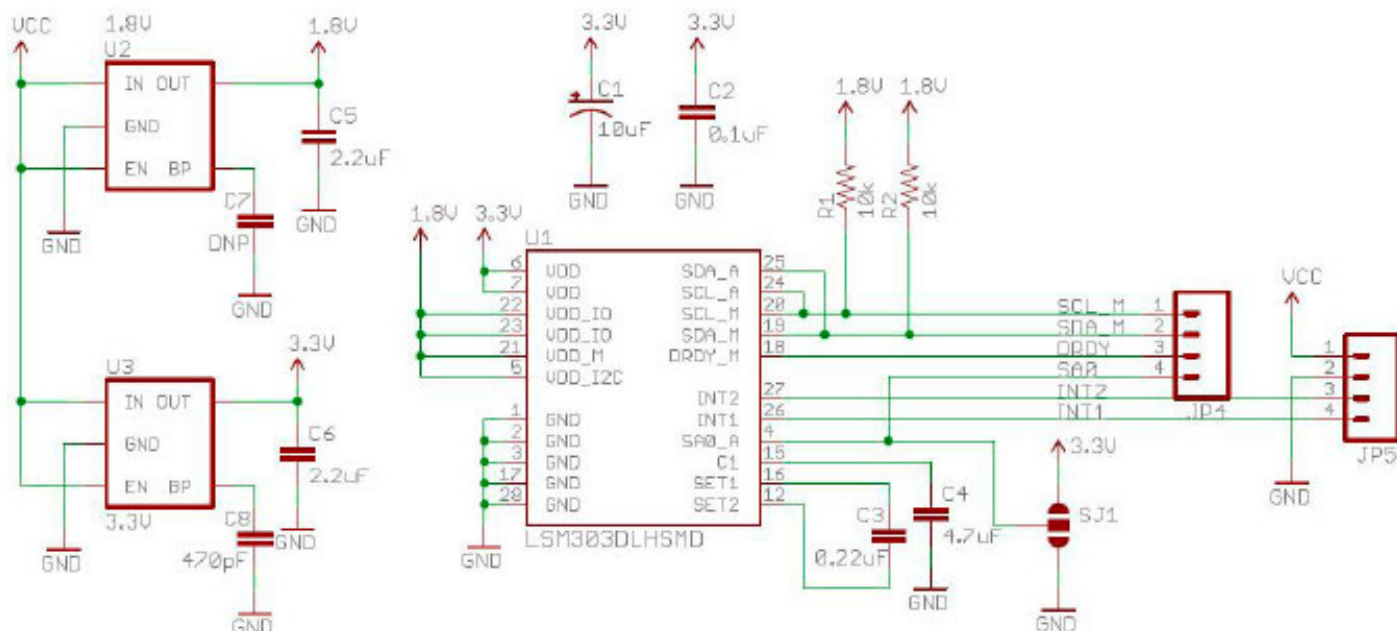 VCC
1.8V
U2
IN OUT
GND
EN BP
GND
1.8V
C5
2.2uF
GND
C7
DNP
GND
U3
IN OUT
GND
EN BP
3.3V
GND
3.3V
C6
2.2uF
GND
C8
470pF
GND
3.3V
C1
10uF
GND
3.3V
C2
0.1uF
GND
1.8V
1.8V
R1
10k
R2
10k
1.8V
3.3V
U1
6 VDD SDA_A 25
7 VDD SCL_A 24
22 VDD_IO SCL_M 20
23 VDD_IO SDA_M 19
21 VDD_M DRDY_M 18
5 VDD_I2C
INT2 27
1 GND INT1 26
2 GND SA0_A 4
3 GND C1 15
17 GND SET1 16
28 GND SET2 12
LSM303DLHSMD
GND
C3
0.22uF
C4
4.7uF
GND
SCL_M 1
SDA_M 2
DRDY 3
SA0 4
JP4
INT2
INT1
VCC
1
2
3
4
JP5
GND
3.3V
SJ1
GND